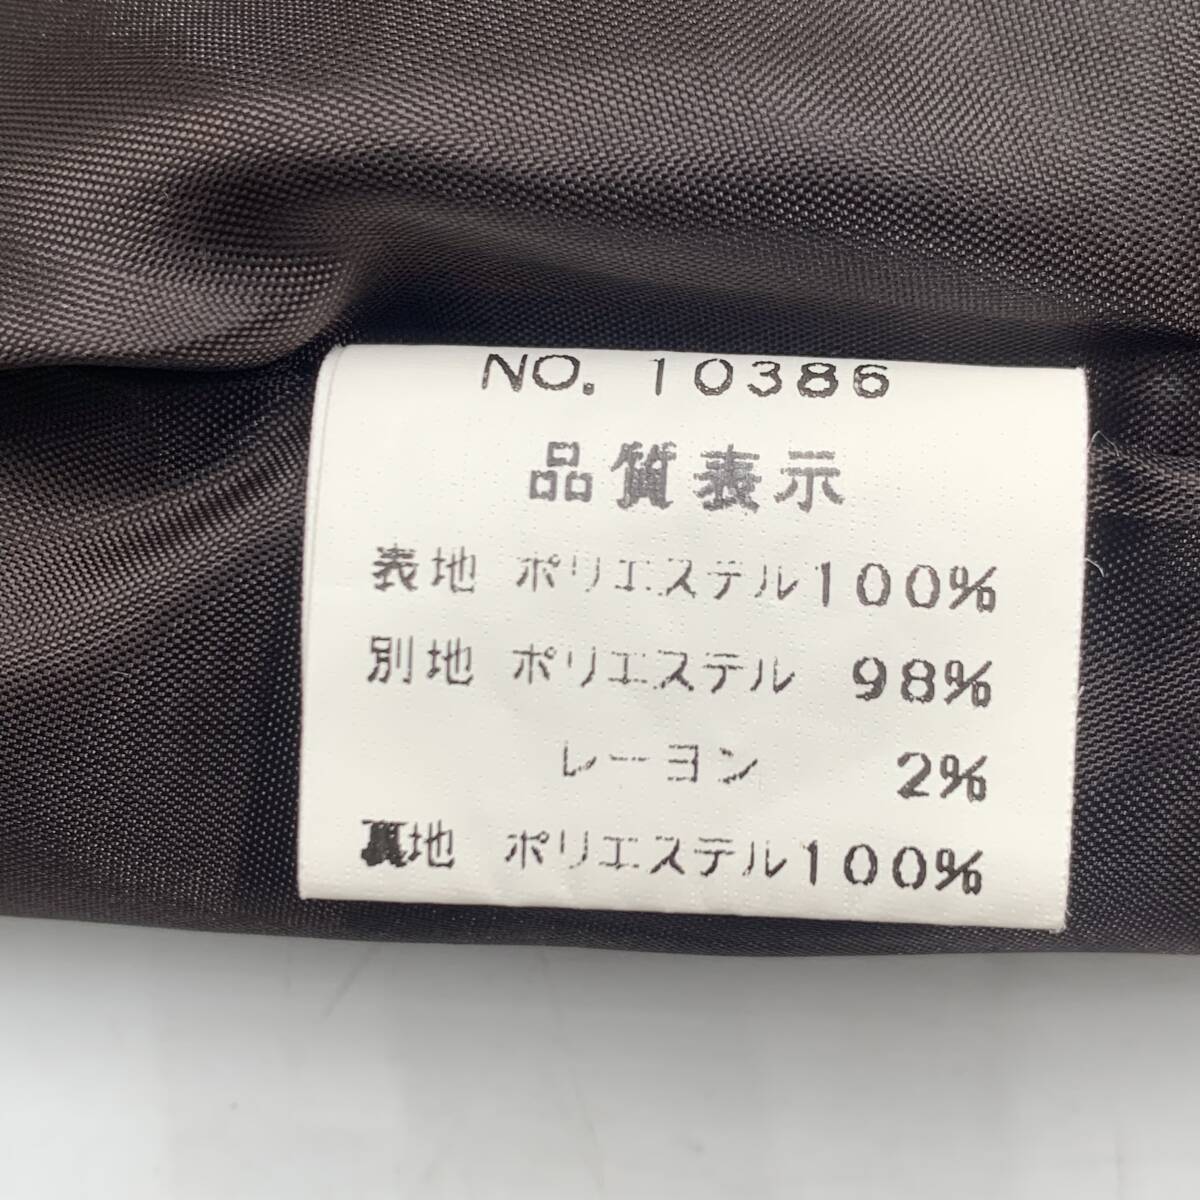 NO. 10386
品質表示
表地 ポリエステル100%
別地 ポリエステル 98%
レーヨン 2%
裏地 ポリエステル100%